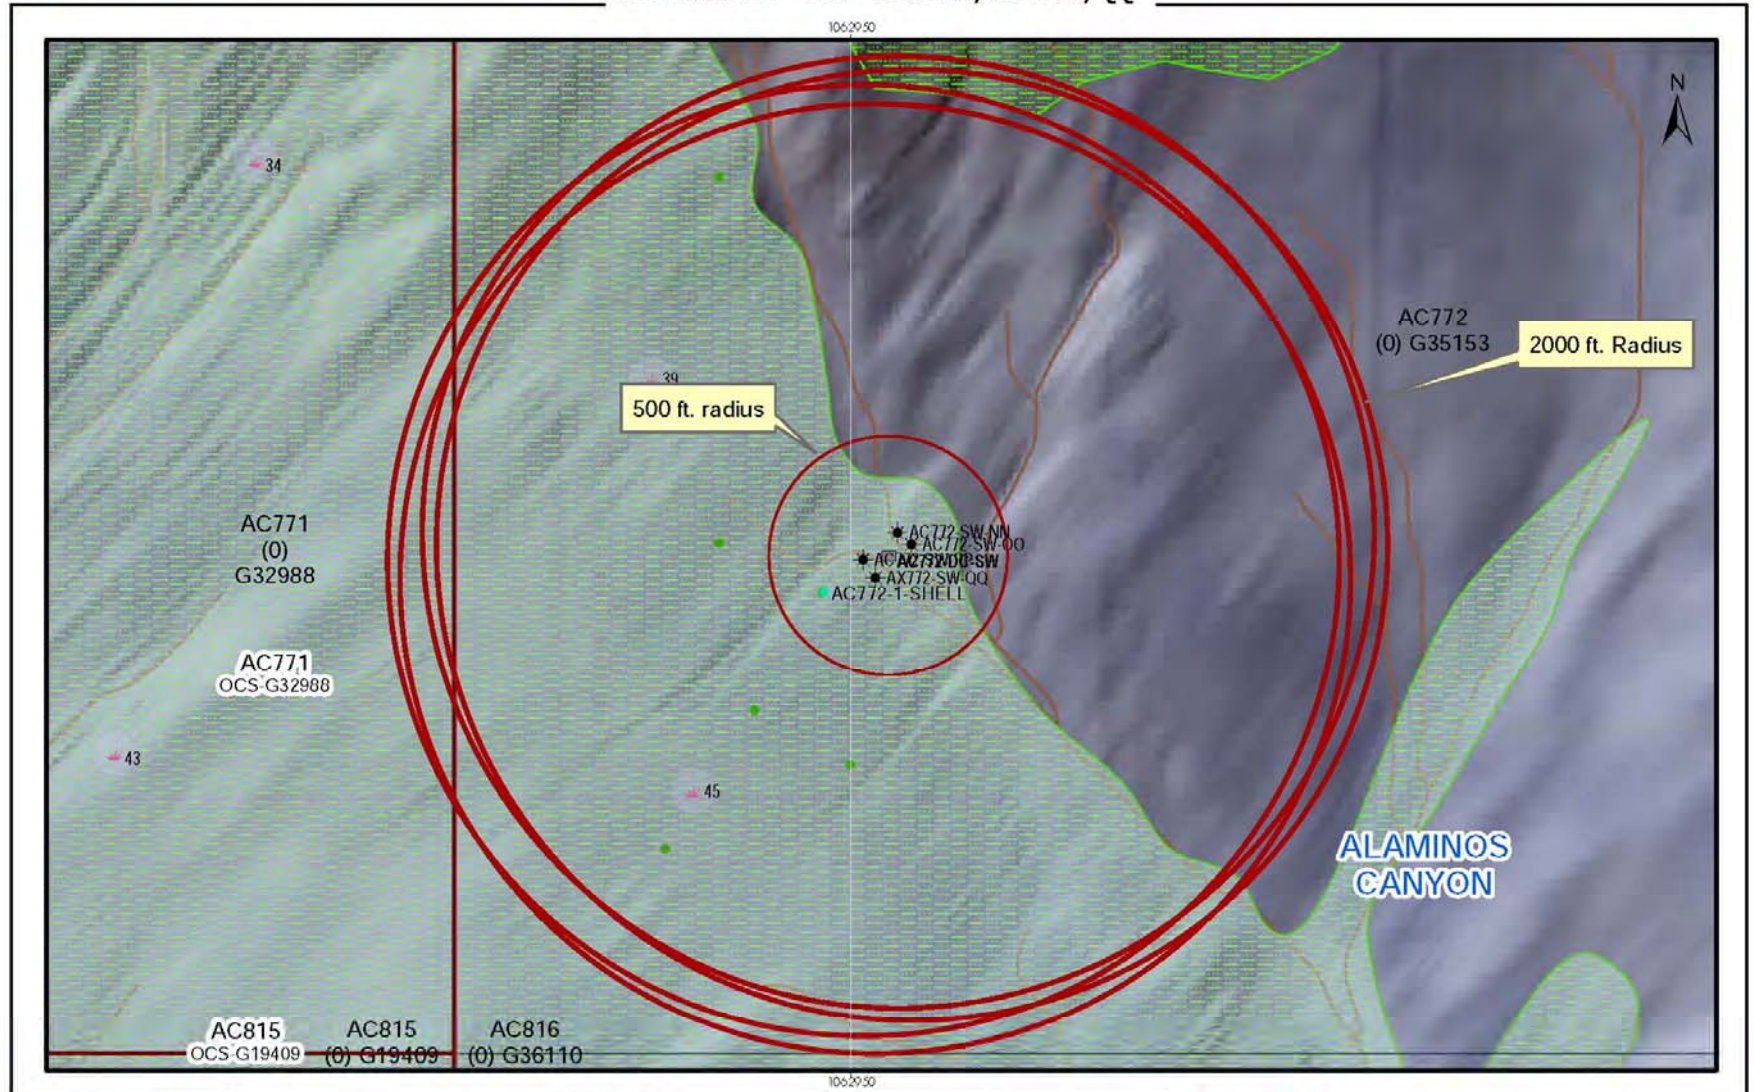 1062950
N
34
AC772
(0) G35153
2000 ft. Radius
39
500 ft. radius
AC771
(0)
G32988
AC772-SW-NN
AC772-SW-OO
AX772-SW-QQ
AC772-1-SHELL
AC771
OCS-G32988
43
45
ALAMINOS
CANYON
AC815
OCS-G19409
AC815
(0) G19409
AC816
(0) G36110
1062950